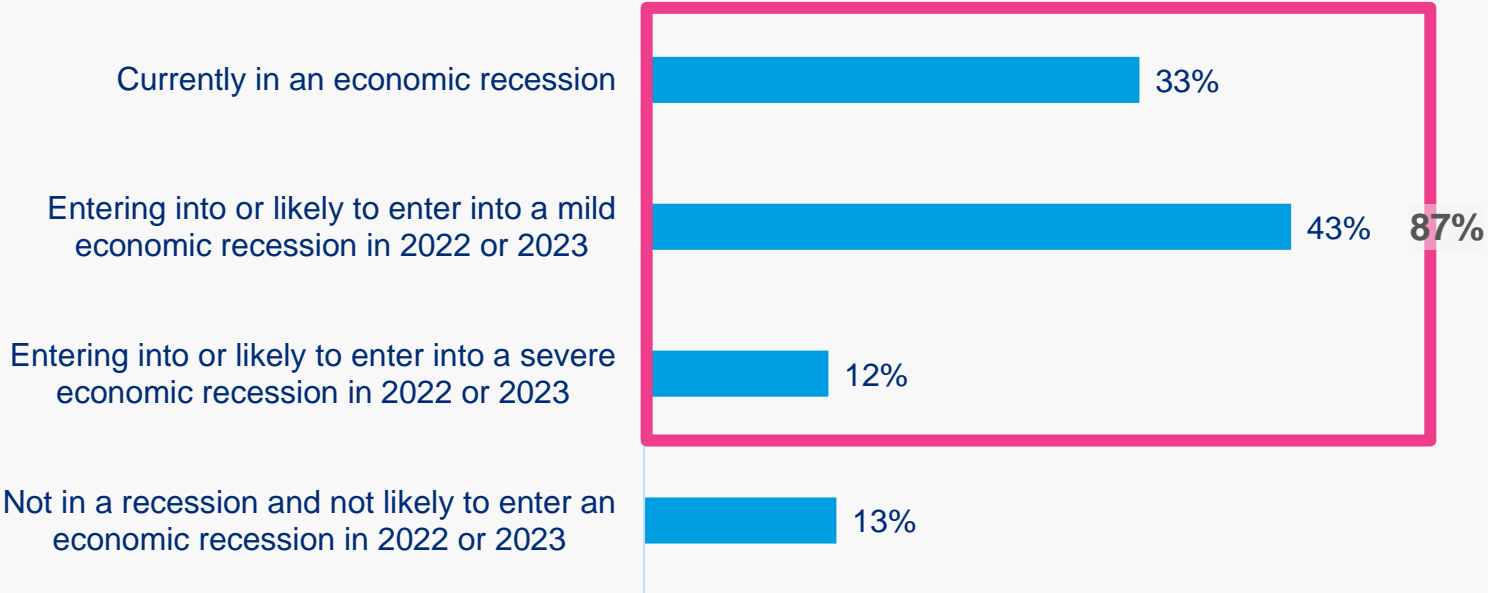 Currently in an economic recession
33%
Entering into or likely to enter into a mild
economic recession in 2022 or 2023
43%
87%
Entering into or likely to enter into a severe
economic recession in 2022 or 2023
12%
Not in a recession and not likely to enter an
economic recession in 2022 or 2023
13%